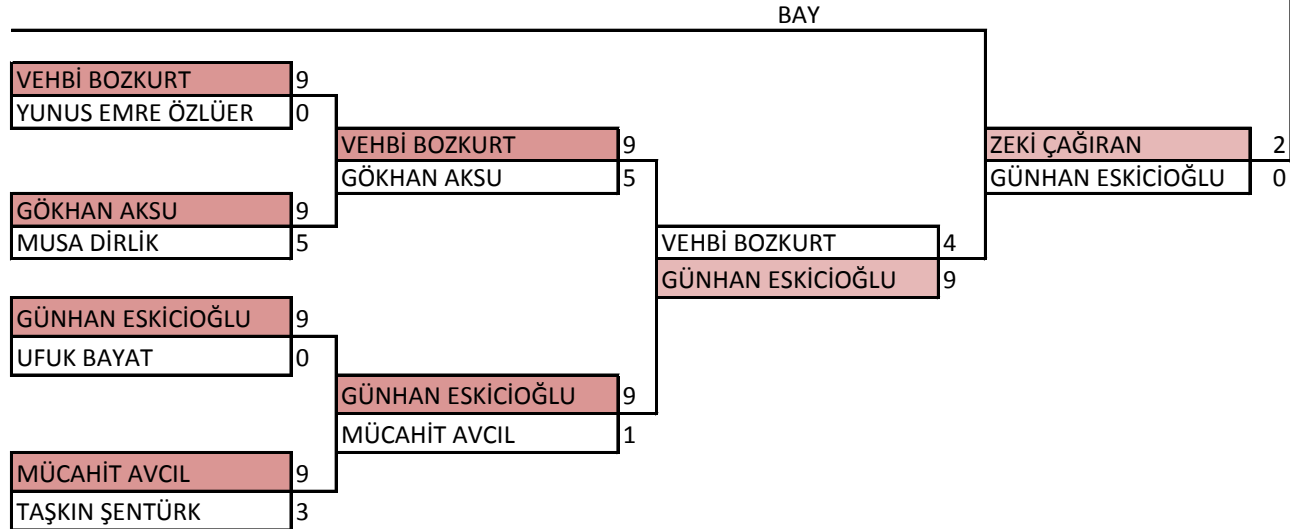 BAY
VEHBİ BOZKURT 9
YUNUS EMRE ÖZLÜER 0
VEHBİ BOZKURT 9
GÖKHAN AKSU 5
ZEKİ ÇAĞIRAN 2
GÜNHAN ESKİCİOĞLU 0
GÖKHAN AKSU 9
MUSA DİRLİK 5
VEHBİ BOZKURT 4
GÜNHAN ESKİCİOĞLU 9
GÜNHAN ESKİCİOĞLU 9
UFUK BAYAT 0
GÜNHAN ESKİCİOĞLU 9
MÜCAHİT AVCIL 1
MÜCAHİT AVCIL 9
TAŞKIN ŞENTÜRK 3